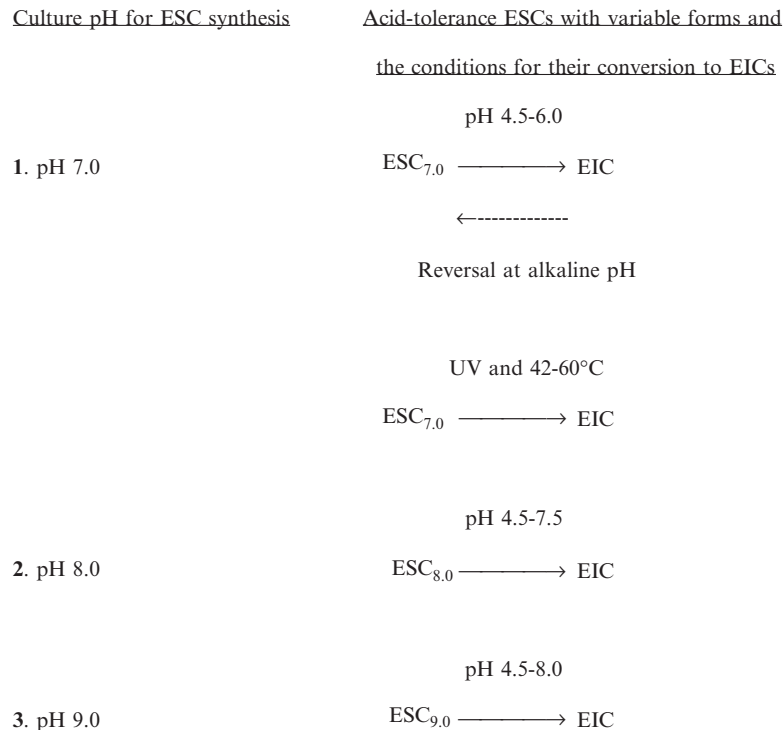 Culture pH for ESC synthesis
Acid-tolerance ESCs with variable forms and
the conditions for their conversion to EICs
pH 4.5-6.0
1. pH 7.0
ESC7.0 ⟶ EIC
←--------------
Reversal at alkaline pH
UV and 42-60°C
ESC7.0 ⟶ EIC
pH 4.5-7.5
2. pH 8.0
ESC8.0 ⟶ EIC
pH 4.5-8.0
3. pH 9.0
ESC9.0 ⟶ EIC